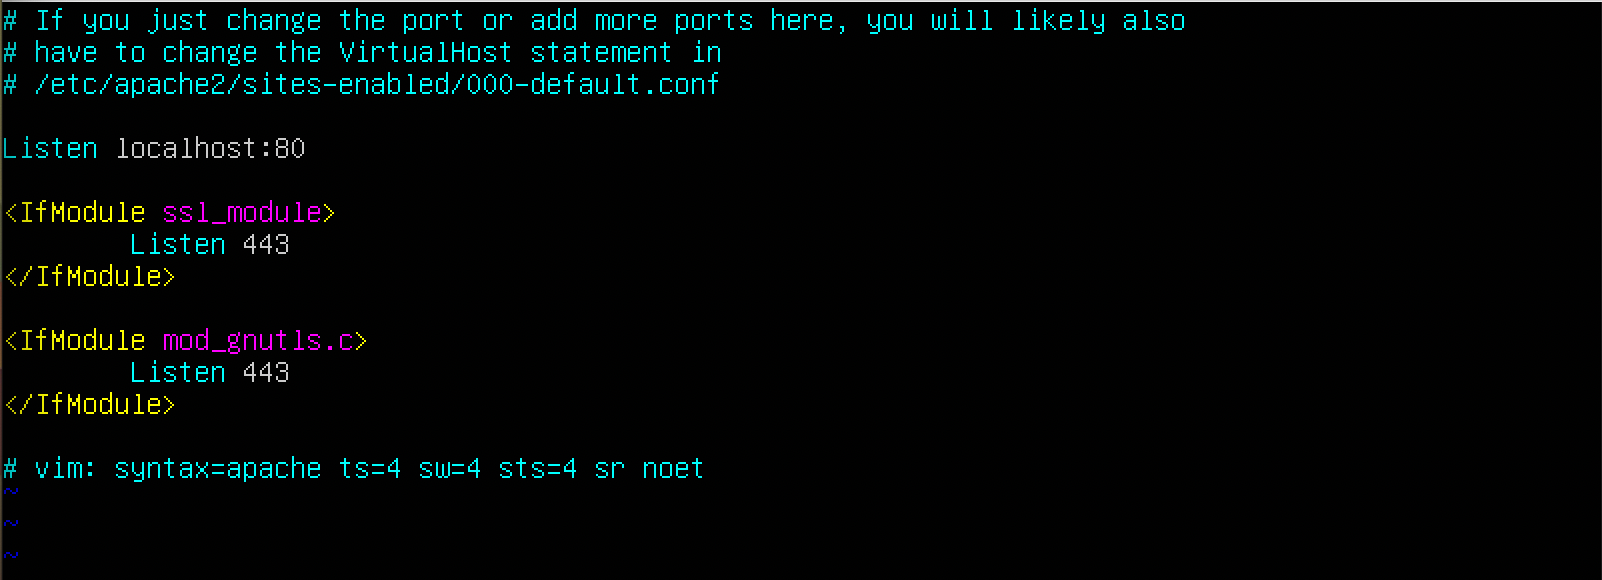 # If you just change the port or add more ports here, you will likely also
# have to change the VirtualHost statement in
# /etc/apache2/sites-enabled/000-default.conf
Listen localhost:80
<IfModule ssl_module>
Listen 443
</IfModule>
<IfModule mod_gnutls.c>
Listen 443
</IfModule>
# vim: syntax=apache ts=4 sw=4 sts=4 sr noet
~
~
~